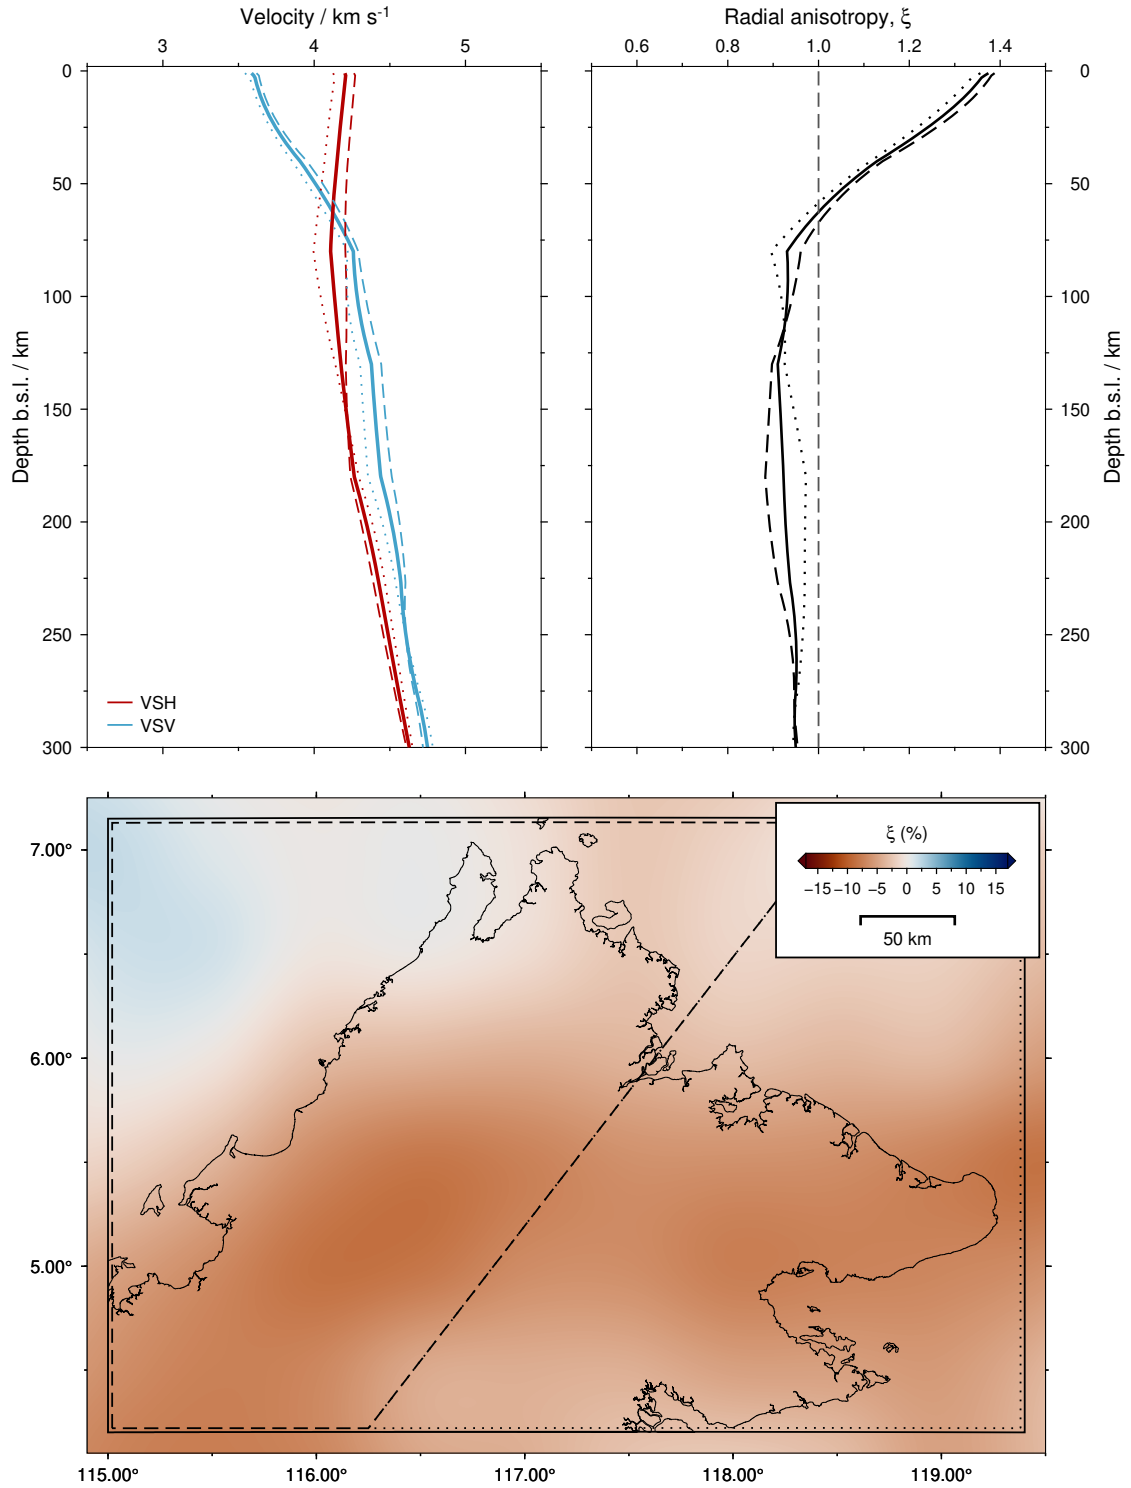 Velocity / km s-1
Radial anisotropy, ξ
3 4 5
0.6 0.8 1.0 1.2 1.4
0 0
50 50
100 100
150 150
200 200
250 250
300 300
Depth b.s.l. / km
Depth b.s.l. / km
VSH
VSV
ξ (%)
−15 −10 −5 0 5 10 15
50 km
7.00°
6.00°
5.00°
115.00° 116.00° 117.00° 118.00° 119.00°